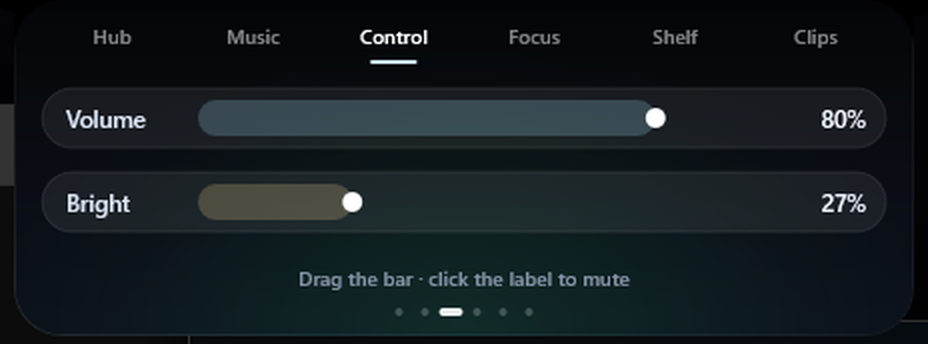 Hub Music Control Focus Shelf Clips
Volume 80%
Bright 27%
Drag the bar · click the label to mute